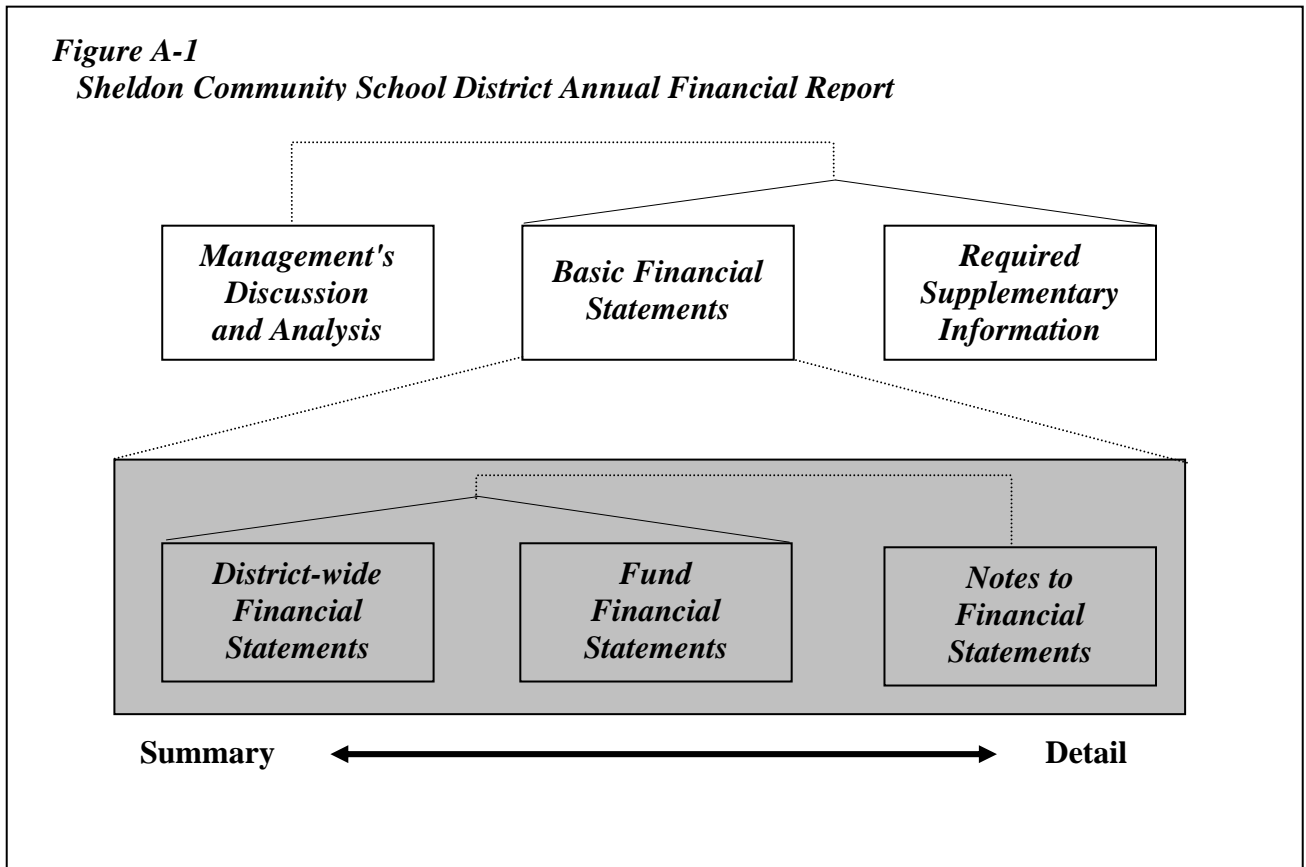 Figure A-1
Sheldon Community School District Annual Financial Report
Management's
Discussion
and Analysis
Basic Financial
Statements
Required
Supplementary
Information
District-wide
Financial
Statements
Fund
Financial
Statements
Notes to
Financial
Statements
Summary
Detail